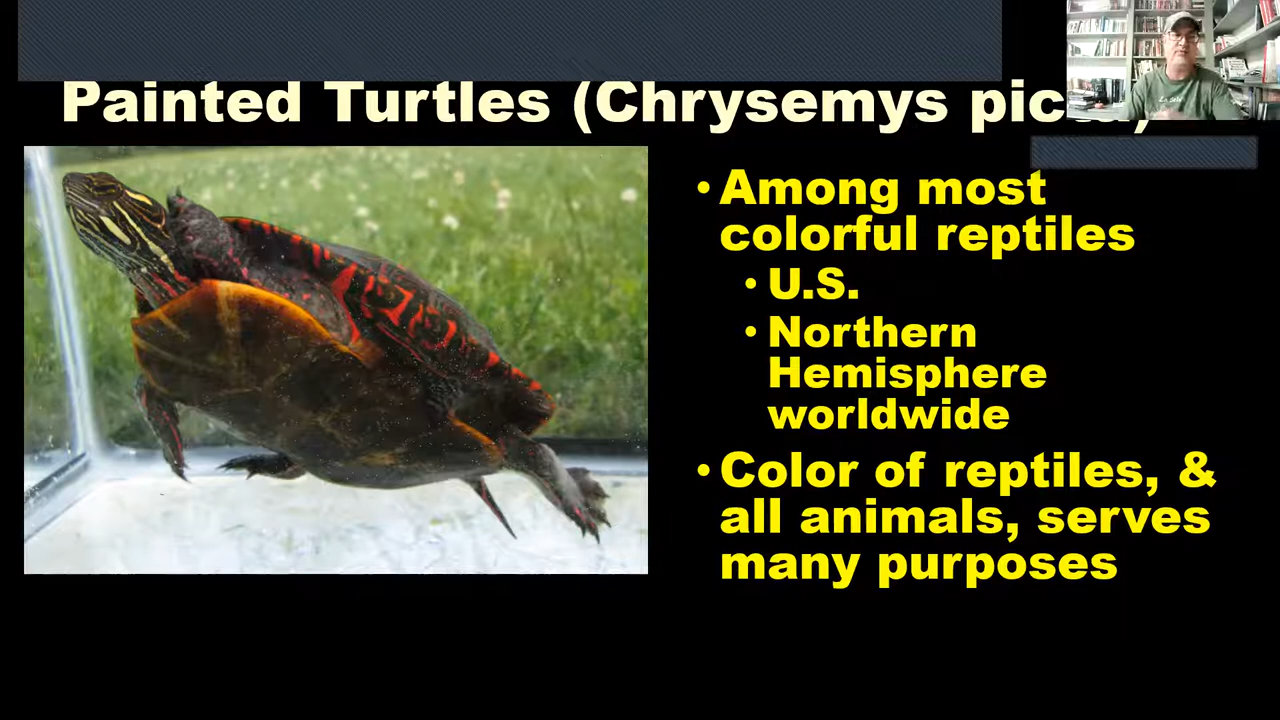 Painted Turtles (Chrysemys
• Among most
colorful reptiles
• U.S.
• Northern
Hemisphere
worldwide
• Color of reptiles, &
all animals, serves
many purposes